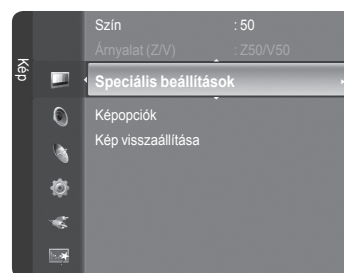 Kép
Szín : 50
Árnyalat (Z/V) : Z50/V50
Speciális beállítások
Képopciók
Kép visszaállítása